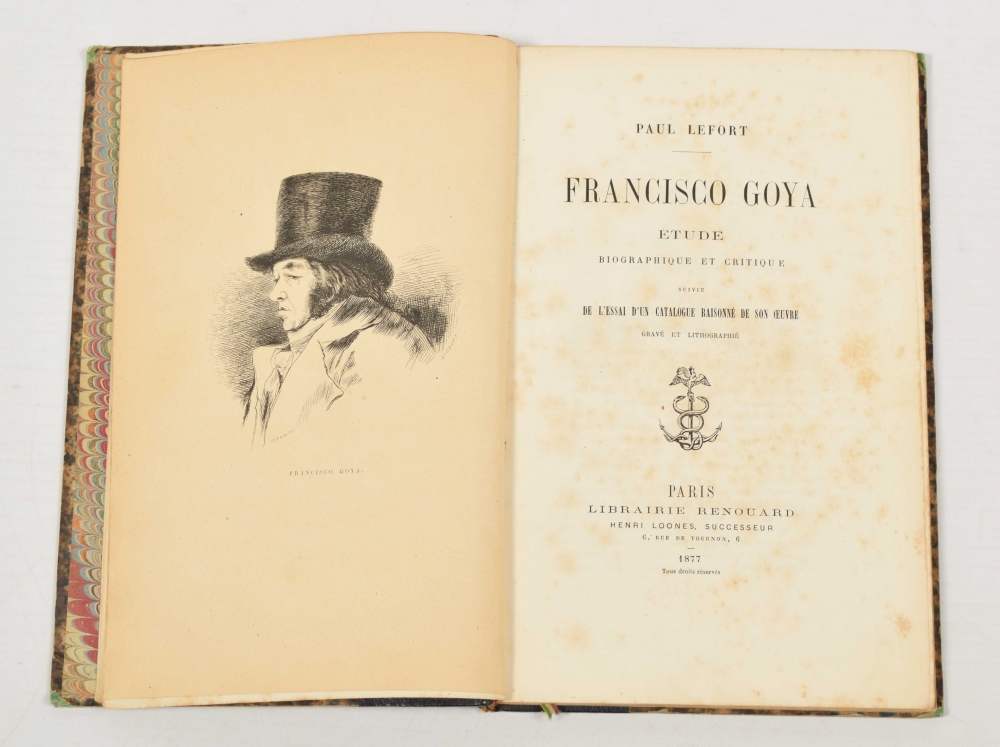 FRANCISCO GOYA.
PAUL LEFORT
FRANCISCO GOYA
ETUDE
BIOGRAPHIQUE ET CRITIQUE
SUIVIE
DE L'ESSAI D'UN CATALOGUE RAISONNÉ DE SON ŒUVRE
GRAVÉ ET LITHOGRAPHIÉ
PARIS
LIBRAIRIE RENOUARD
HENRI LOONES, SUCCESSEUR
6, RUE DE TOURNON, 6
1877
Tous droits réservés